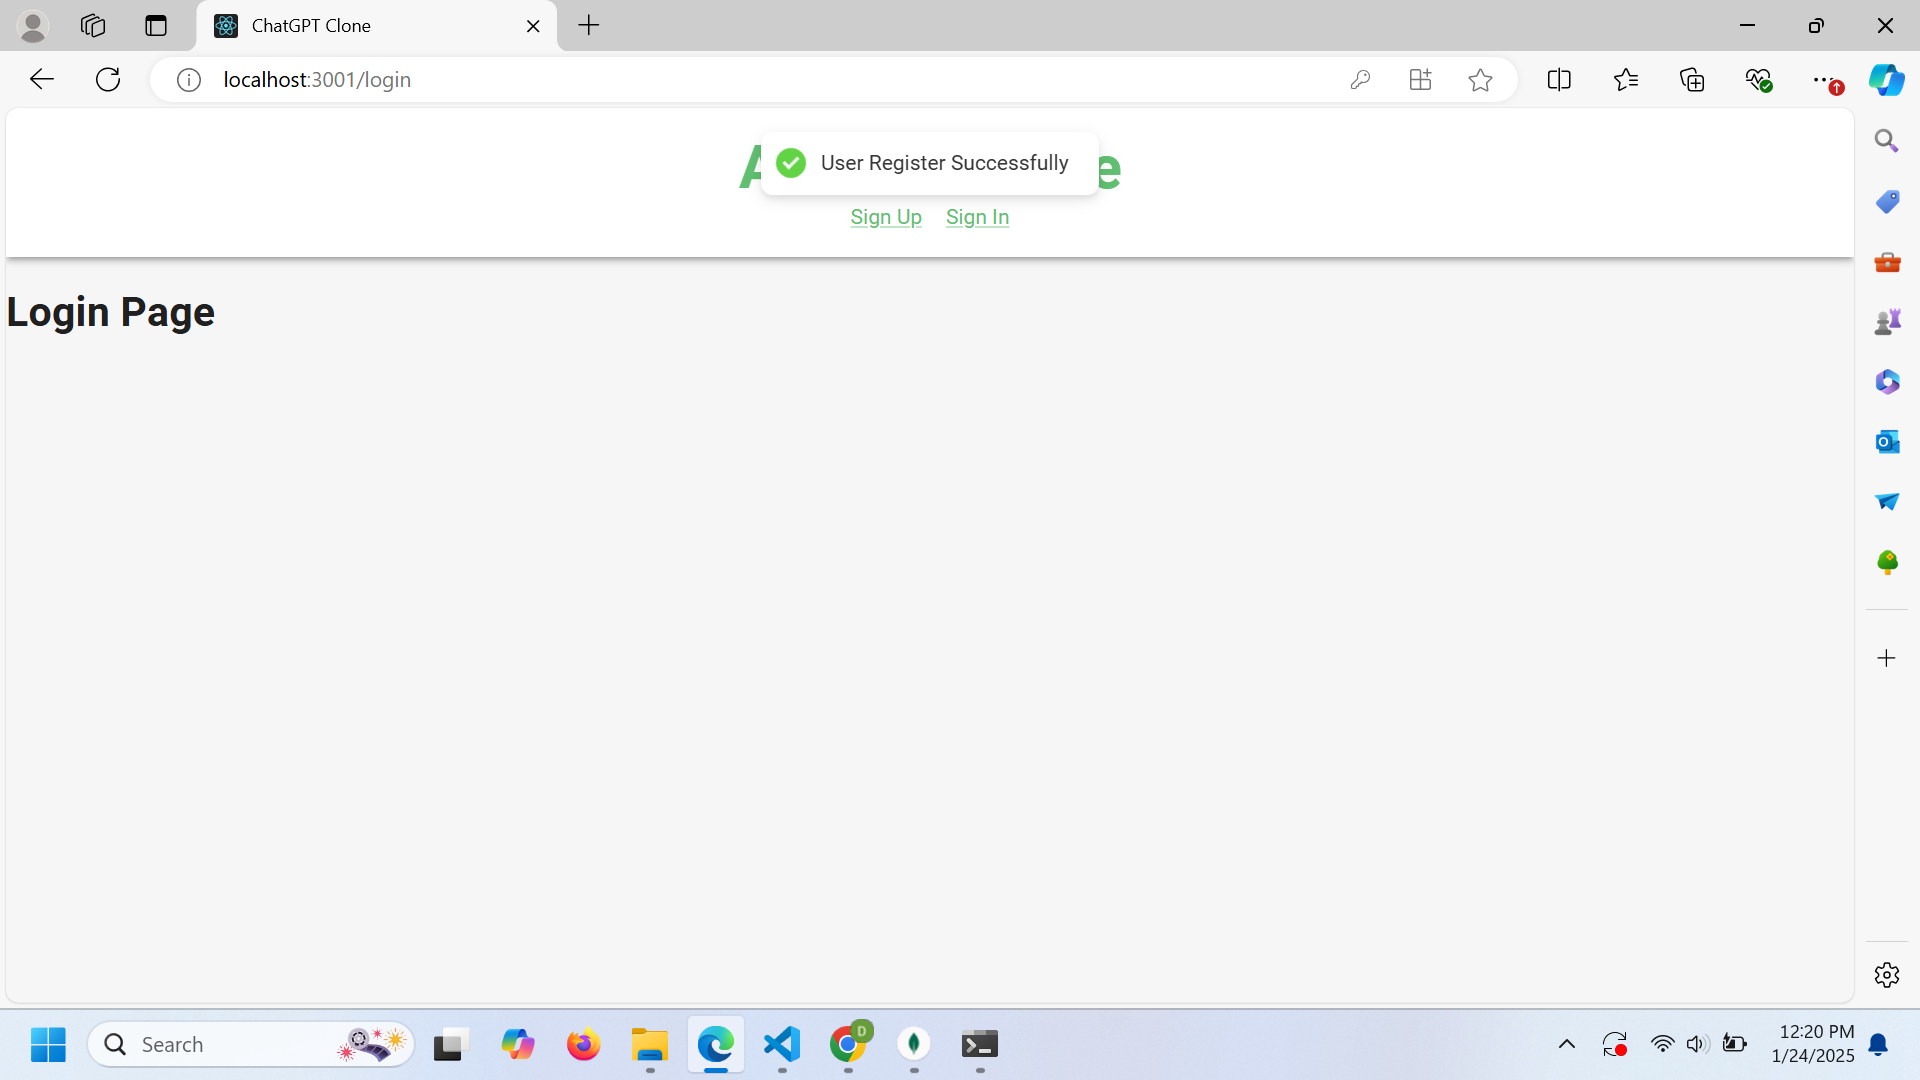 ChatGPT Clone
localhost:3001/login
User Register Successfully
Sign Up Sign In
Login Page
Search
D
12:20 PM
1/24/2025